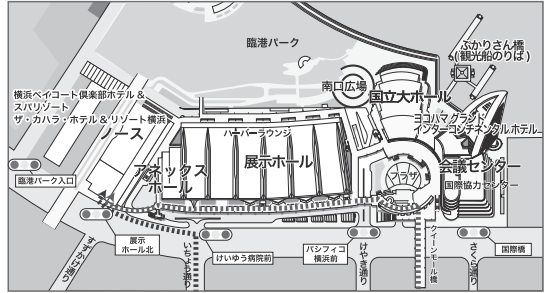 臨港パーク
ぷかりさん橋
(観光船のりば)
南口広場
国立大ホール
横浜ベイコート倶楽部ホテル＆
スパリゾート
ザ・カハラ・ホテル＆リゾート横浜
ヨコハマ グランド
インターコンチネンタル ホテル
ノース
ハーバーラウンジ
アネックス
ホール
展示ホール
会議センター
プラザ
国際協力センター
臨港パーク入口
展示
ホール北
けいゆう病院前
パシフィコ
横浜前
国際橋
すずかけ通り
いちょう通り
けやき通り
クイーンモール橋
さくら通り